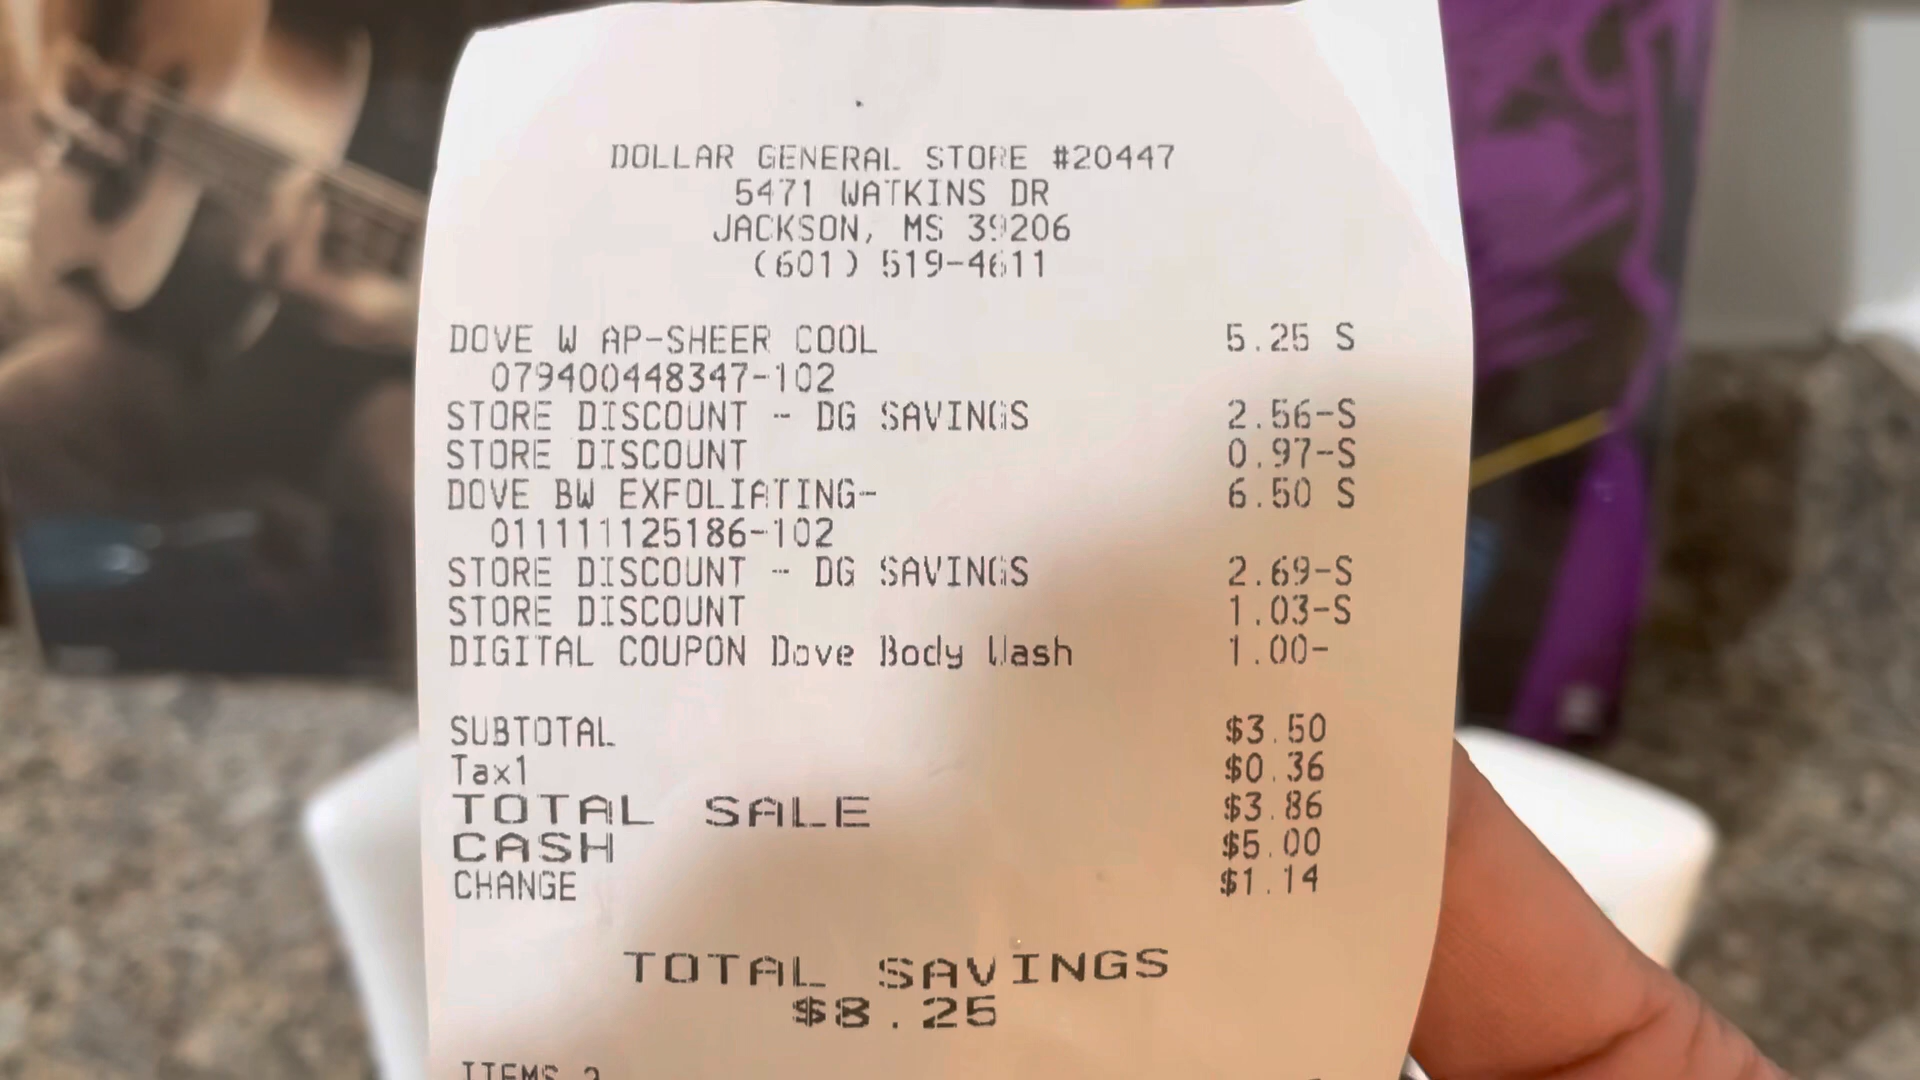 DOLLAR GENERAL STORE #20447
5471 WATKINS DR
JACKSON, MS 39206
(601) 519-4611
DOVE W AP-SHEER COOL 5.25 S
079400448347-102
STORE DISCOUNT - DG SAVINGS 2.56-S
STORE DISCOUNT 0.97-S
DOVE BW EXFOLIATING- 6.50 S
011111125186-102
STORE DISCOUNT - DG SAVINGS 2.69-S
STORE DISCOUNT 1.03-S
DIGITAL COUPON Dove Body Wash 1.00-
SUBTOTAL $3.50
Tax1 $0.36
TOTAL SALE $3.86
CASH $5.00
CHANGE $1.14
TOTAL SAVINGS
$8.25
ITEMS